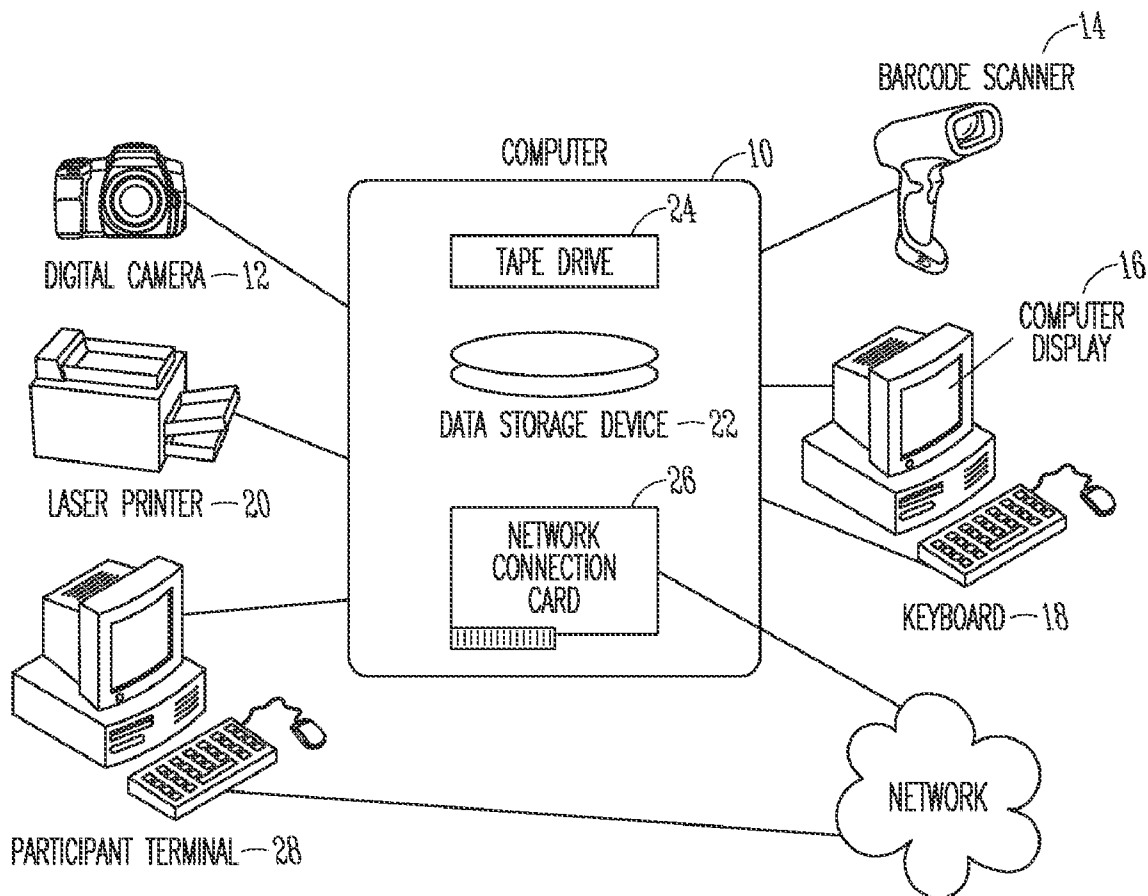 14
BARCODE SCANNER
COMPUTER
10
24
TAPE DRIVE
DIGITAL CAMERA 12
16
COMPUTER
DISPLAY
DATA STORAGE DEVICE 22
LASER PRINTER 20
26
NETWORK
CONNECTION
CARD
KEYBOARD 18
NETWORK
PARTICIPANT TERMINAL 28